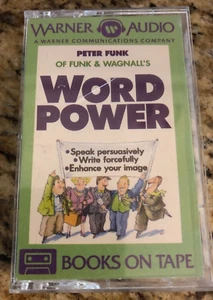 WARNER AUDIO
A WARNER COMMUNICATIONS COMPANY
PETER FUNK
OF FUNK & WAGNALL'S
WORD
POWER
•Speak persuasively
•Write forcefully
•Enhance your image
BOOKS ON TAPE